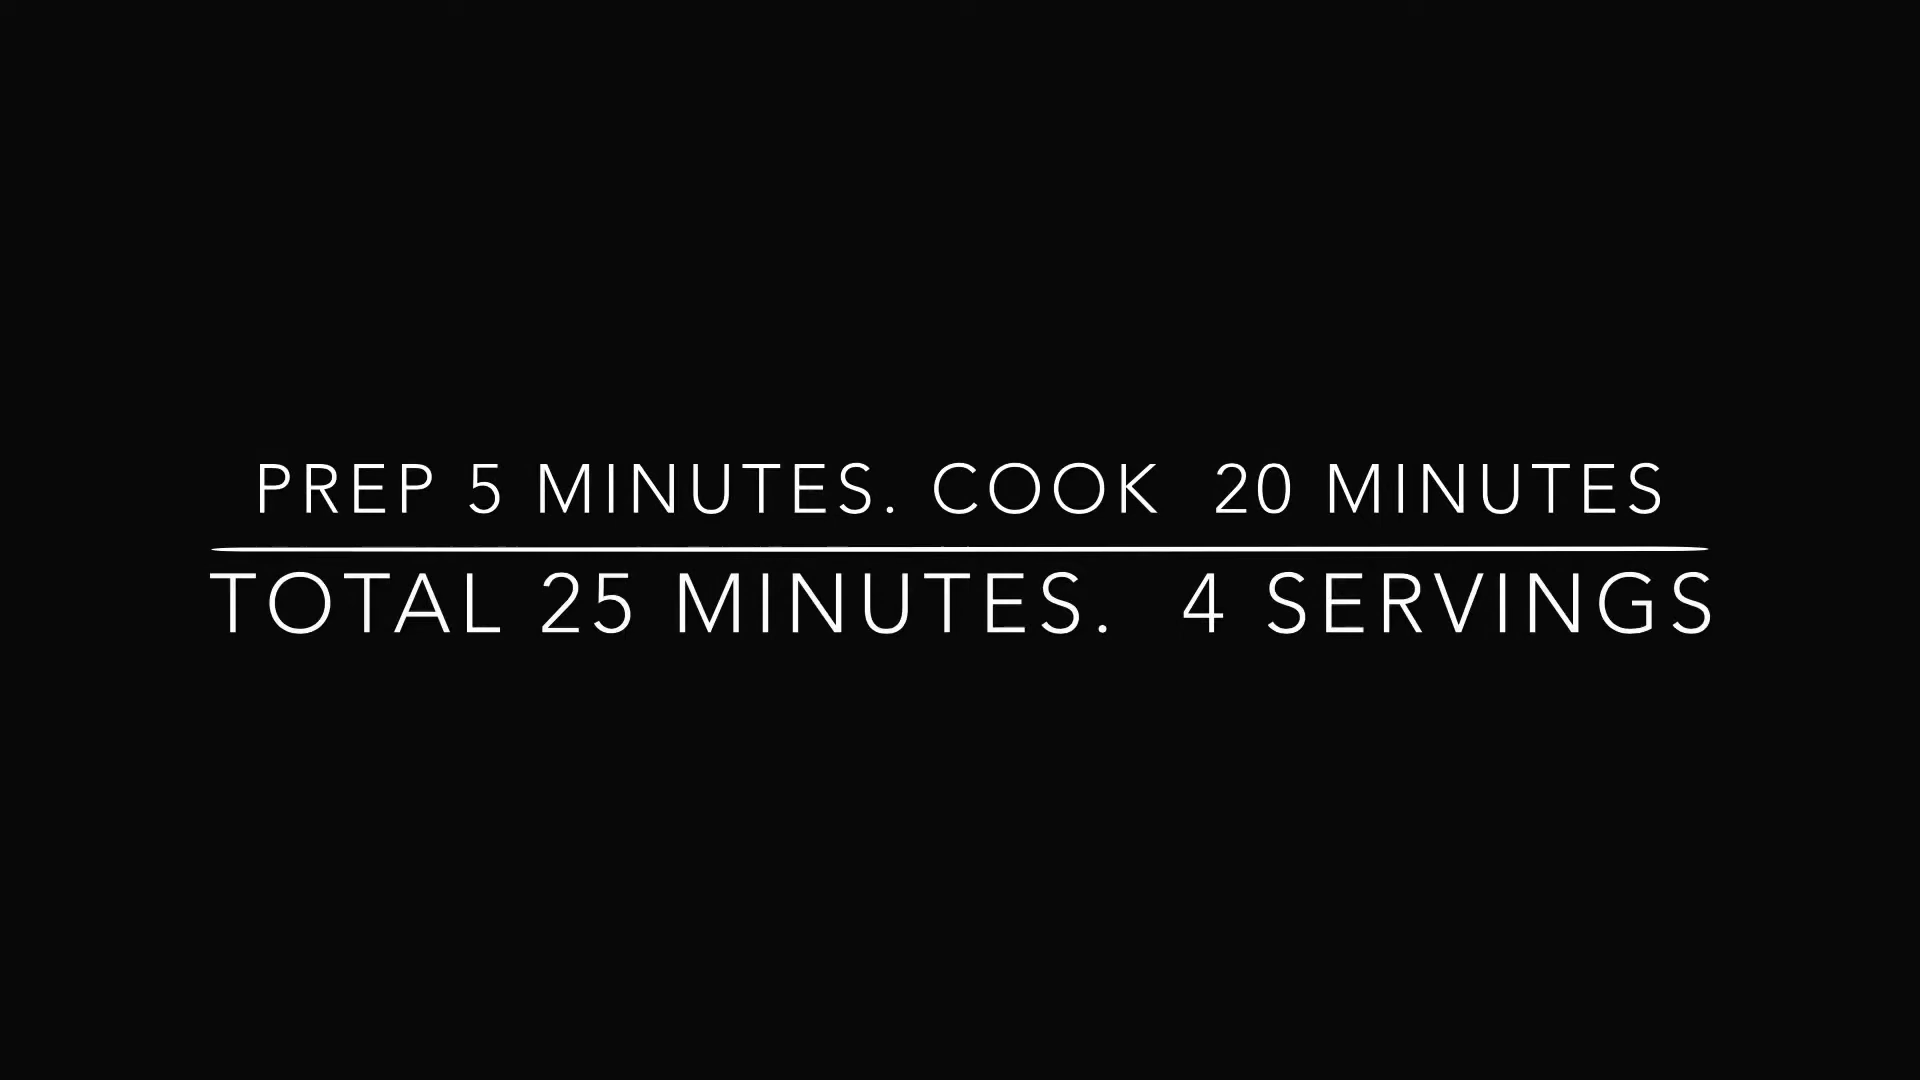 PREP 5 MINUTES. COOK  20 MINUTES
TOTAL 25 MINUTES.  4 SERVINGS